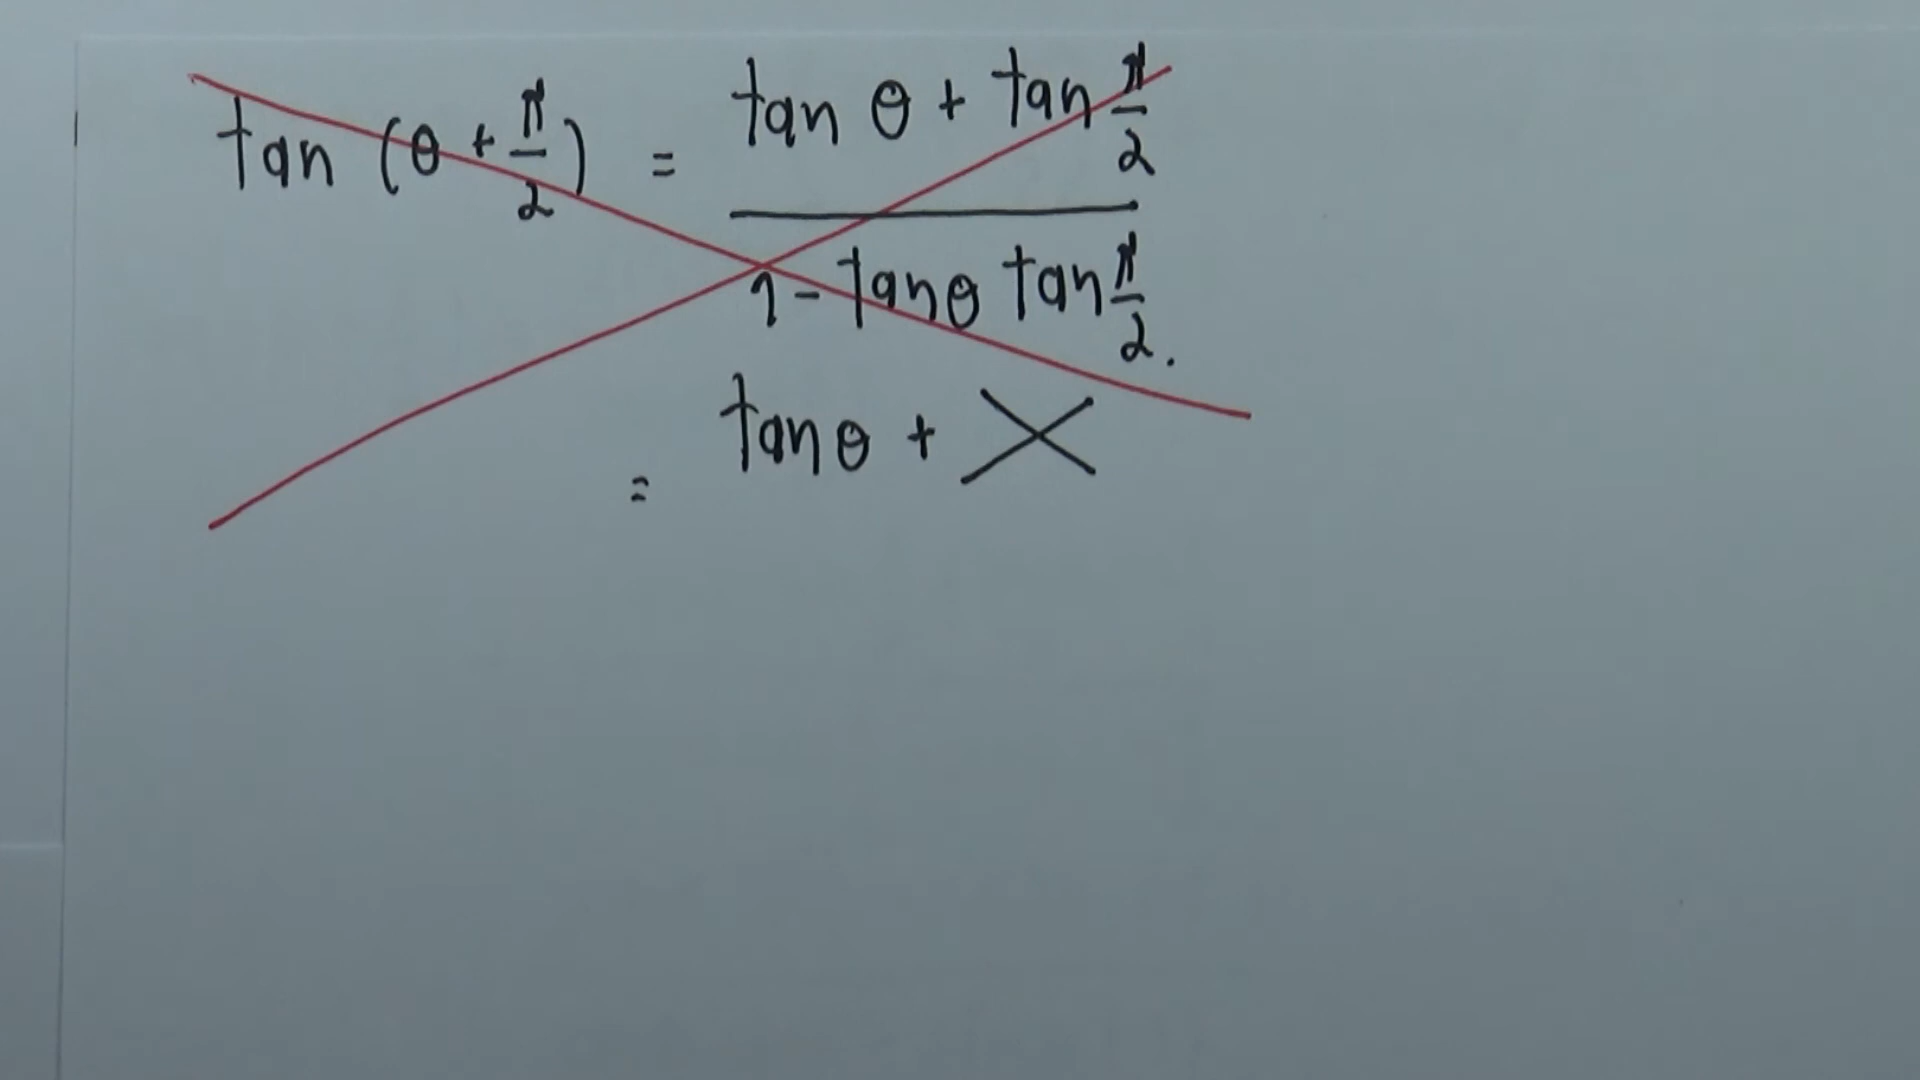 tan (θ + π/2) = (tan θ + tan π/2) / (1 - tan θ tan π/2).
= tan θ +